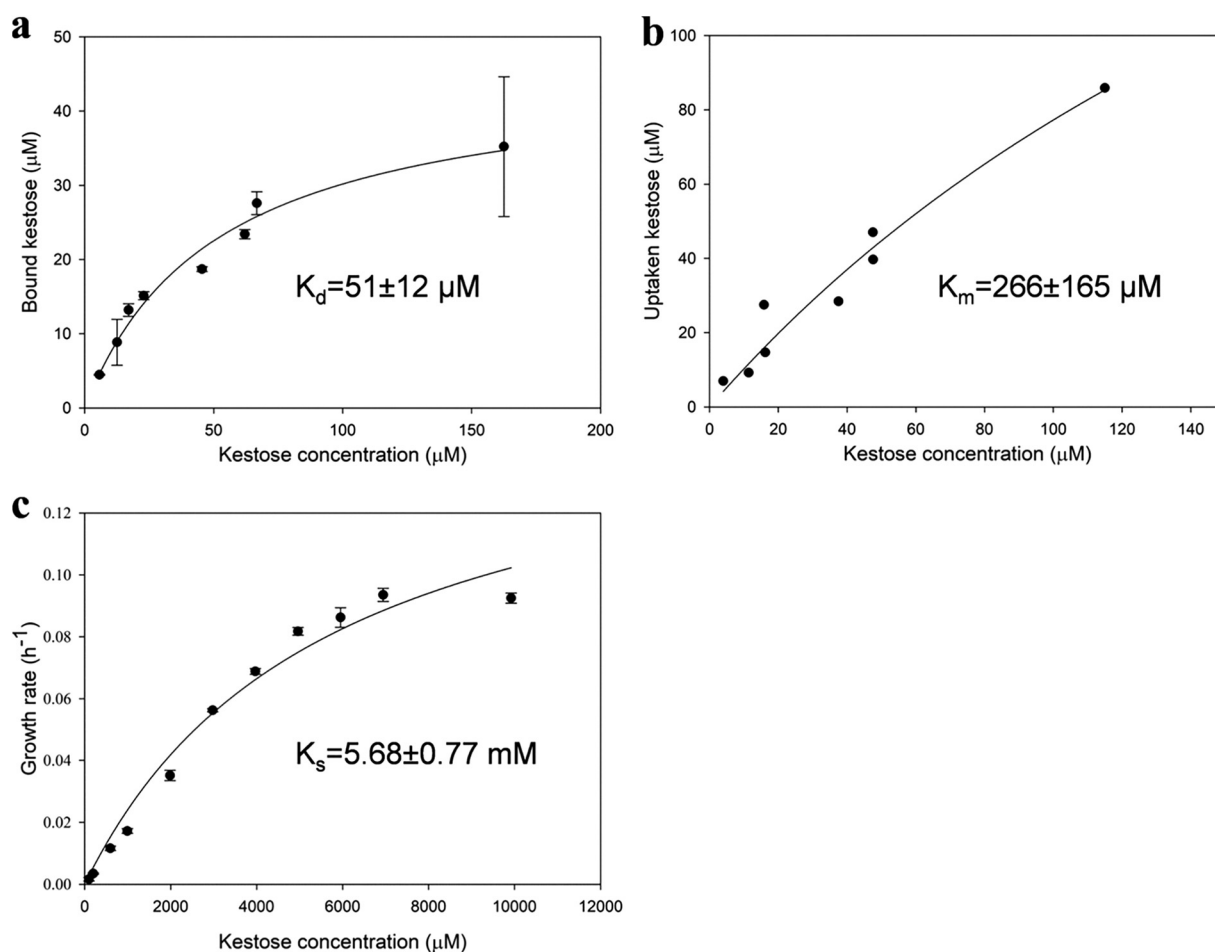 a
50
40
30
20
10
0
Bound kestose (μM)
K_d=51±12 μM
0 50 100 150 200
Kestose concentration (μM)
b
100
80
60
40
20
0
Uptaken kestose (μM)
K_m=266±165 μM
0 20 40 60 80 100 120 140
Kestose concentration (μM)
c
0.12
0.10
0.08
0.06
0.04
0.02
0.00
Growth rate (h⁻¹)
K_s=5.68±0.77 mM
0 2000 4000 6000 8000 10000 12000
Kestose concentration (μM)